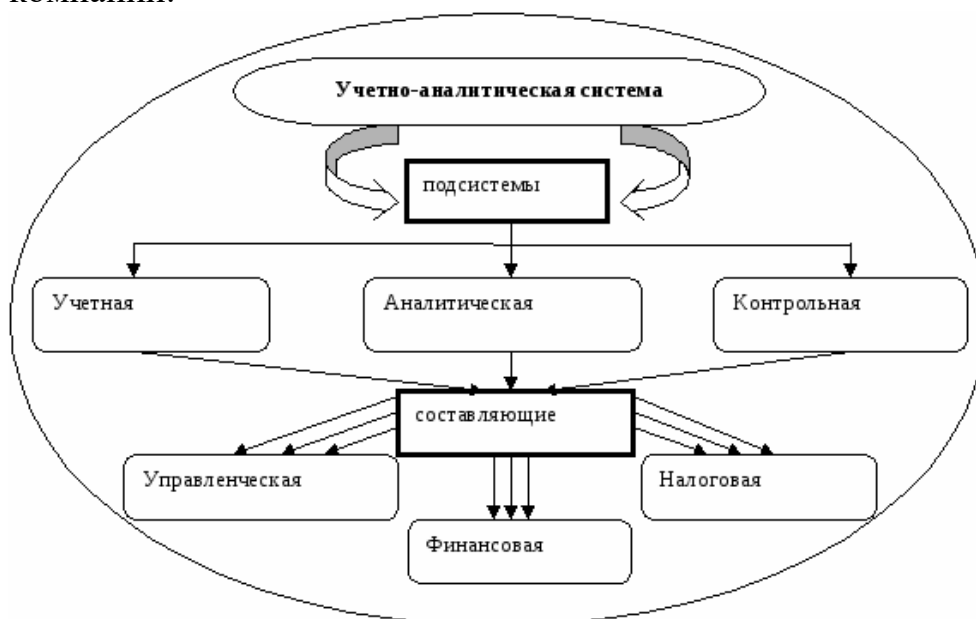 Учетно-аналитическая система
подсистемы
Учетная
Аналитическая
Контрольная
составляющие
Управленческая
Налоговая
Финансовая